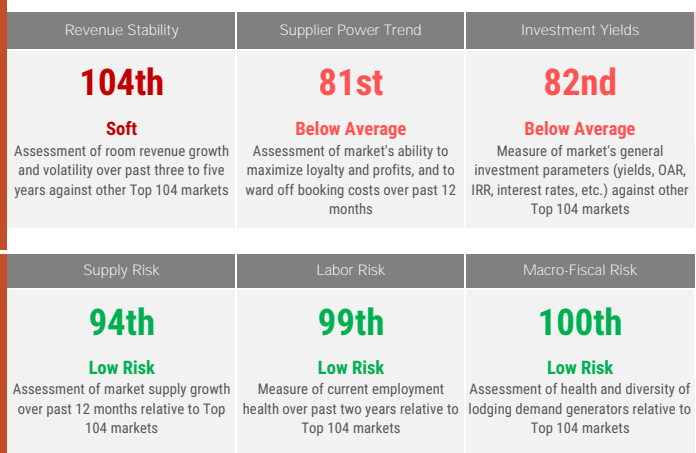 Revenue Stability
104th
Soft
Assessment of room revenue growth
and volatility over past three to five
years against other Top 104 markets
Supplier Power Trend
81st
Below Average
Assessment of market's ability to
maximize loyalty and profits, and to
ward off booking costs over past 12
months
Investment Yields
82nd
Below Average
Measure of market's general
investment parameters (yields, OAR,
IRR, interest rates, etc.) against other
Top 104 markets
Supply Risk
94th
Low Risk
Assessment of market supply growth
over past 12 months relative to Top
104 markets
Labor Risk
99th
Low Risk
Measure of current employment
health over past two years relative to
Top 104 markets
Macro-Fiscal Risk
100th
Low Risk
Assessment of health and diversity of
lodging demand generators relative to
Top 104 markets